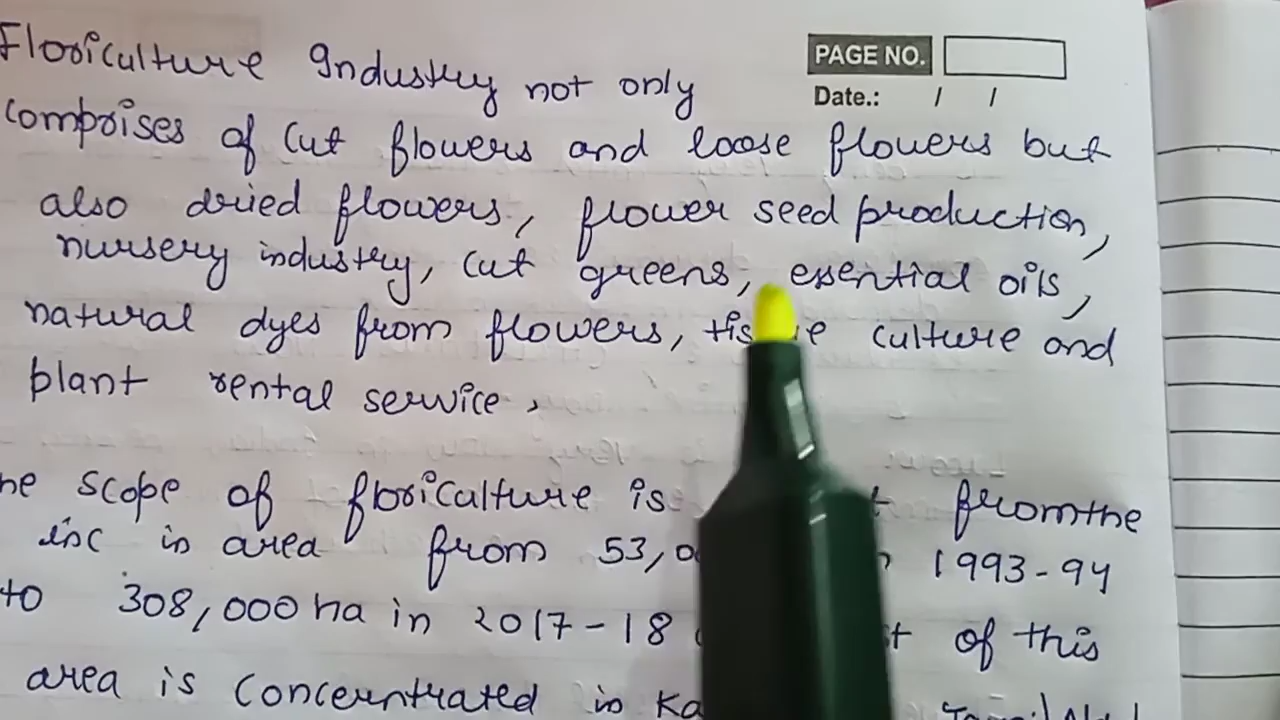 Floriculture Industry not only
PAGE NO.
Date.: / /
comprises of cut flowers and loose flowers but
also dried flowers, flower seed production,
nursery industry, cut greens, essential oils,
natural dyes from flowers, culture and
plant rental service,
scope of floriculture is from the
inc in area from 53, 1993-94
to 308,000 ha in 2017-18 of this
area is concentrated in